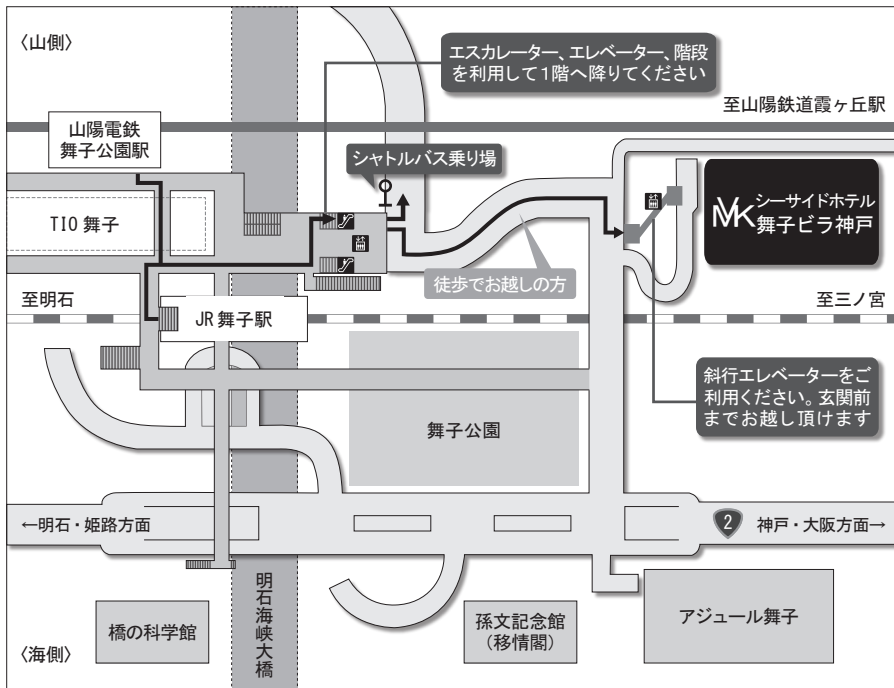 〈山側〉
エスカレーター、エレベーター、階段
を利用して1階へ降りてください
至山陽鉄道霞ヶ丘駅
山陽電鉄
舞子公園駅
シャトルバス乗り場
TIO 舞子
MVK
シーサイドホテル
舞子ビラ神戸
徒歩でお越しの方
至明石
JR 舞子駅
至三ノ宮
斜行エレベーターをご
利用ください。玄関前
までお越し頂けます
舞子公園
←明石・姫路方面
2
神戸・大阪方面→
明石海峡大橋
橋の科学館
孫文記念館
(移情閣)
アジュール舞子
〈海側〉